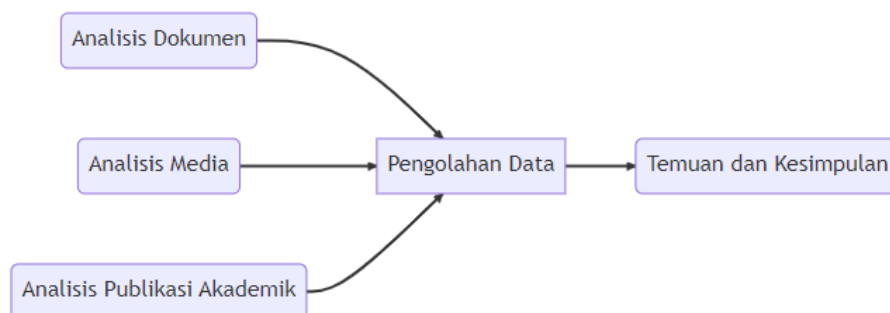 Analisis Dokumen
Analisis Media
Pengolahan Data
Temuan dan Kesimpulan
Analisis Publikasi Akademik